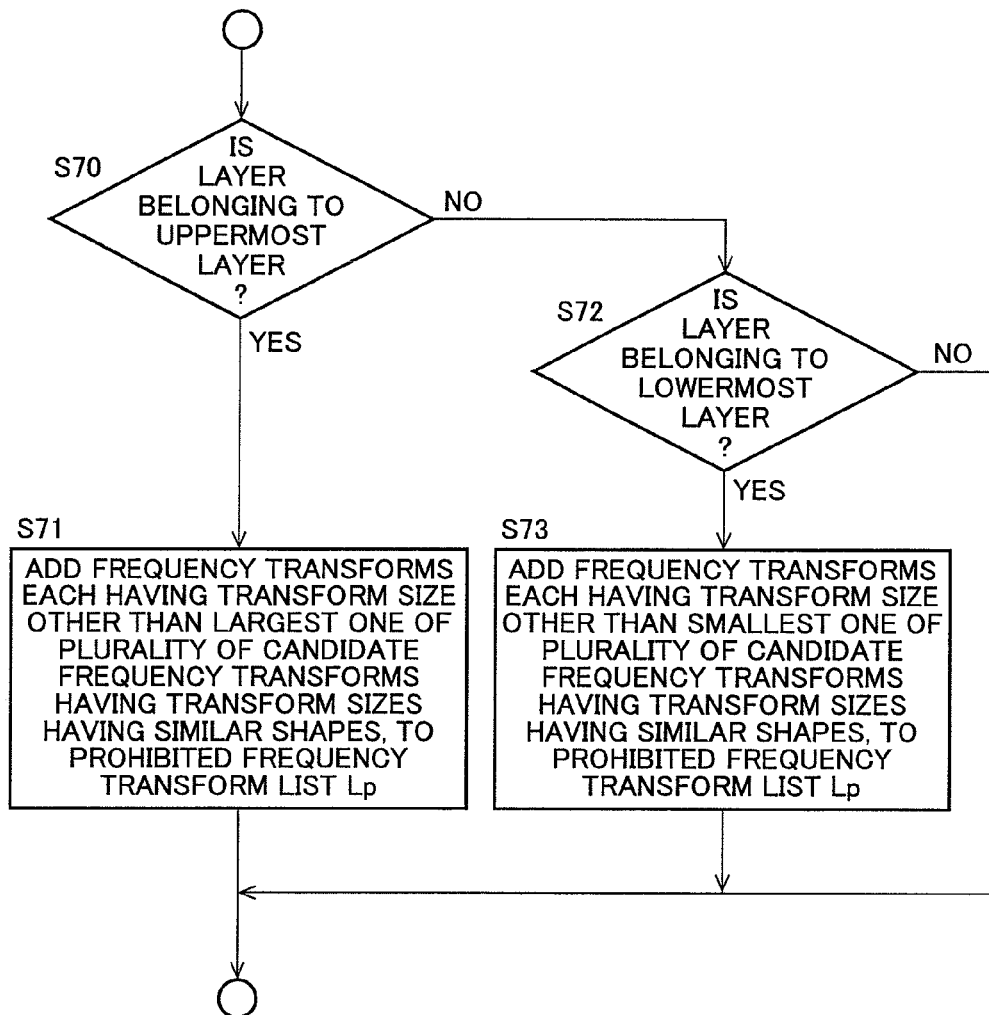 S70
IS
LAYER
BELONGING TO
UPPERMOST
LAYER
?
NO
YES
S72
IS
LAYER
BELONGING TO
LOWERMOST
LAYER
?
NO
YES
S71
ADD FREQUENCY TRANSFORMS
EACH HAVING TRANSFORM SIZE
OTHER THAN LARGEST ONE OF
PLURALITY OF CANDIDATE
FREQUENCY TRANSFORMS
HAVING TRANSFORM SIZES
HAVING SIMILAR SHAPES, TO
PROHIBITED FREQUENCY
TRANSFORM LIST Lp
S73
ADD FREQUENCY TRANSFORMS
EACH HAVING TRANSFORM SIZE
OTHER THAN SMALLEST ONE OF
PLURALITY OF CANDIDATE
FREQUENCY TRANSFORMS
HAVING TRANSFORM SIZES
HAVING SIMILAR SHAPES, TO
PROHIBITED FREQUENCY
TRANSFORM LIST Lp